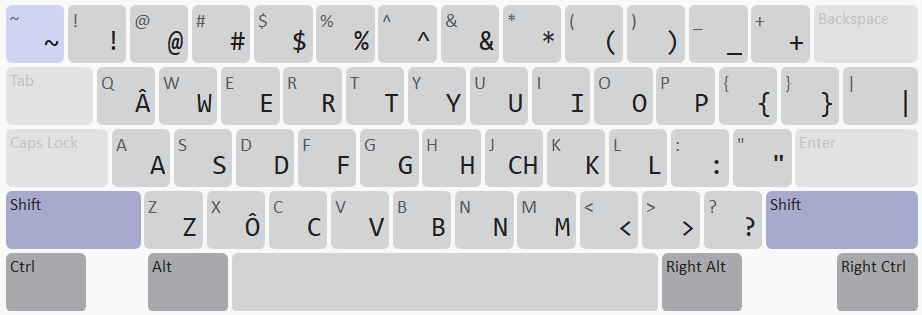 ~ ! @ # $ % ^ & * ( ) _ + Backspace
~ ! @ # $ % ^ & * ( ) _ +
Tab Q W E R T Y U I O P { } |
Â W E R T Y U I O P { } |
Caps Lock A S D F G H J K L : " Enter
A S D F G H CH K L : "
Shift Z X C V B N M < > ? Shift
Z Ô C V B N M < > ?
Ctrl Alt Right Alt Right Ctrl